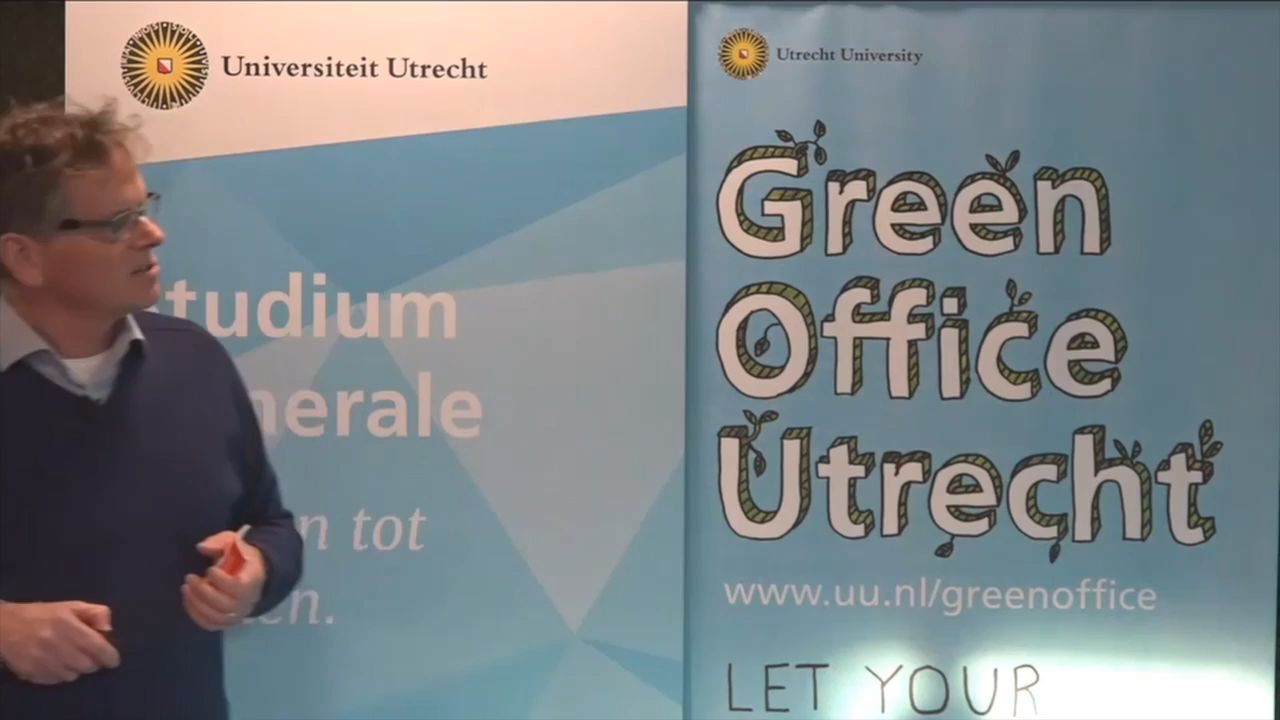 Universiteit Utrecht
tudium
nerale
n tot
en.
Utrecht University
Green
Office
Utrecht
www.uu.nl/greenoffice
LET YOUR